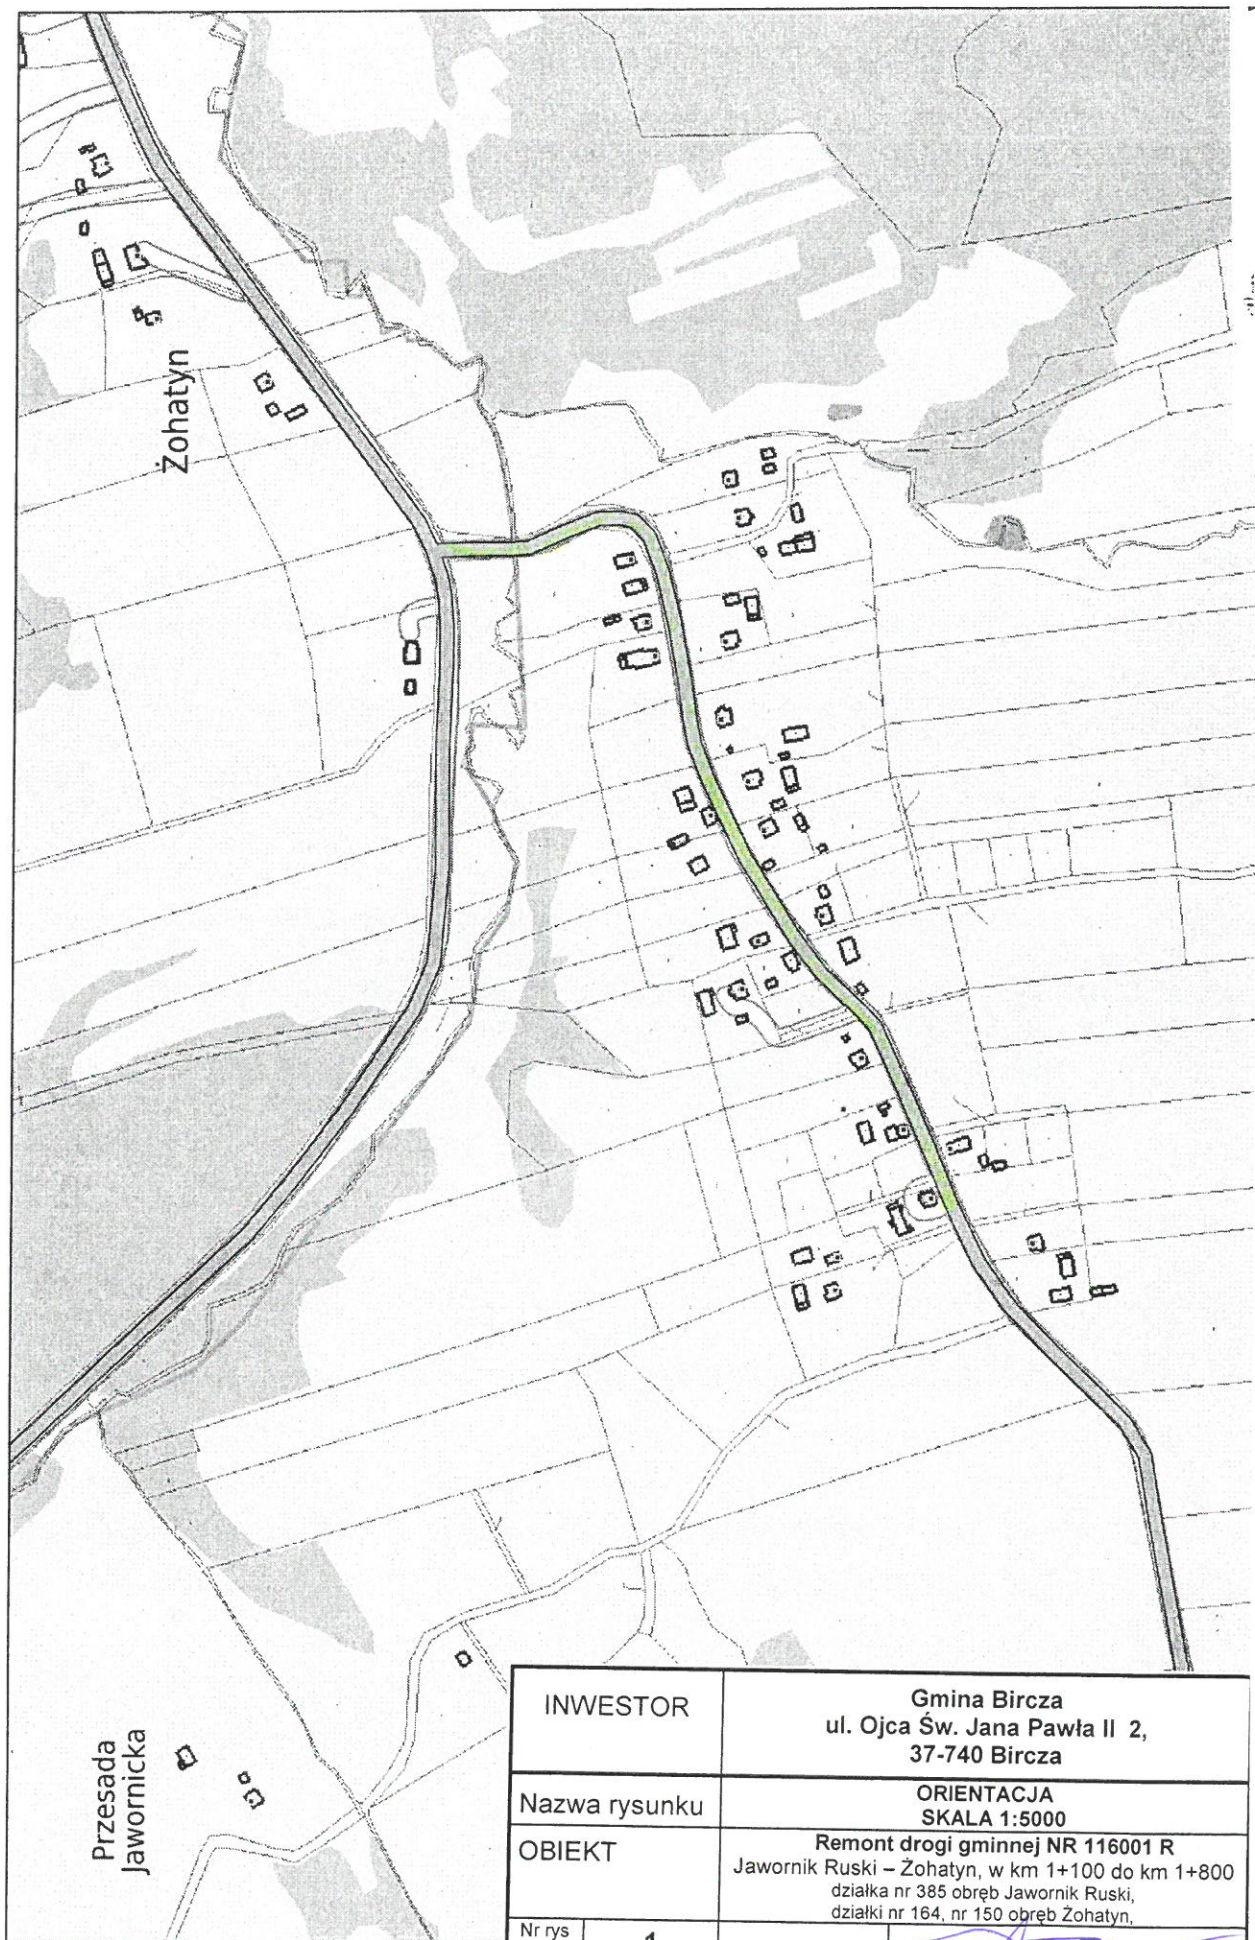 Żohatyn
Przesada
Jawornicka
INWESTOR
Gmina Bircza
ul. Ojca Św. Jana Pawła II 2,
37-740 Bircza
Nazwa rysunku
ORIENTACJA
SKALA 1:5000
OBIEKT
Remont drogi gminnej NR 116001 R
Jawornik Ruski – Żohatyn, w km 1+100 do km 1+800
działka nr 385 obręb Jawornik Ruski,
działki nr 164, nr 150 obręb Żohatyn,
Nr rys
1